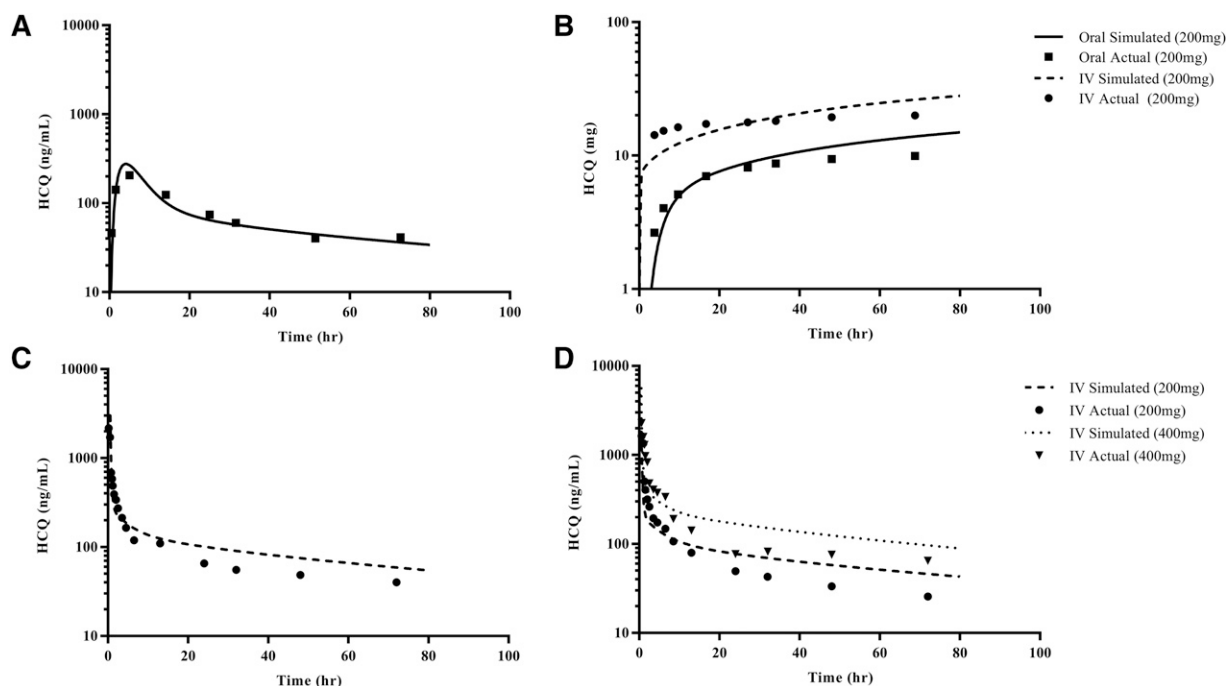 A
HCQ (ng/mL)
10000
1000
100
10
0 20 40 60 80 100
Time (hr)
B
HCQ (mg)
100
10
1
0 20 40 60 80 100
Time (hr)
Oral Simulated (200mg)
Oral Actual (200mg)
IV Simulated (200mg)
IV Actual (200mg)
C
HCQ (ng/mL)
10000
1000
100
10
0 20 40 60 80 100
Time (hr)
D
HCQ (ng/mL)
10000
1000
100
10
0 20 40 60 80 100
Time (hr)
IV Simulated (200mg)
IV Actual (200mg)
IV Simulated (400mg)
IV Actual (400mg)